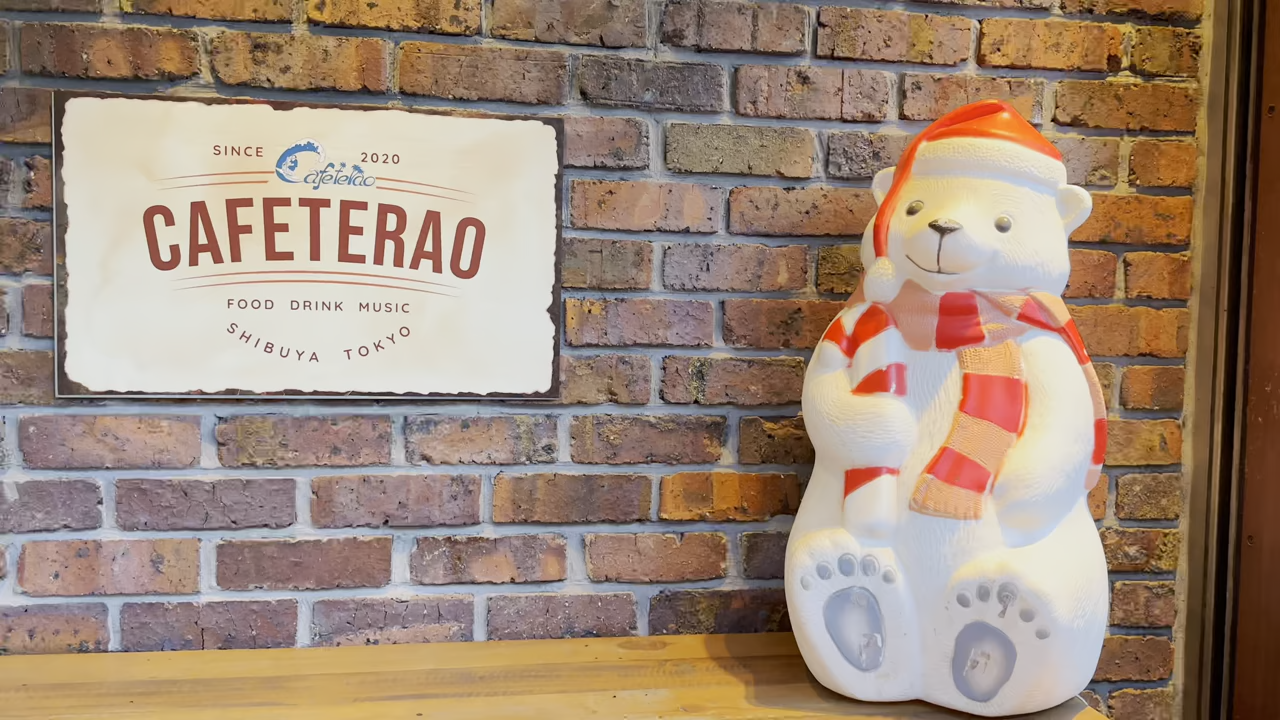 SINCE 2020
Cafeterao
CAFETERAO
FOOD DRINK MUSIC
SHIBUYA TOKYO